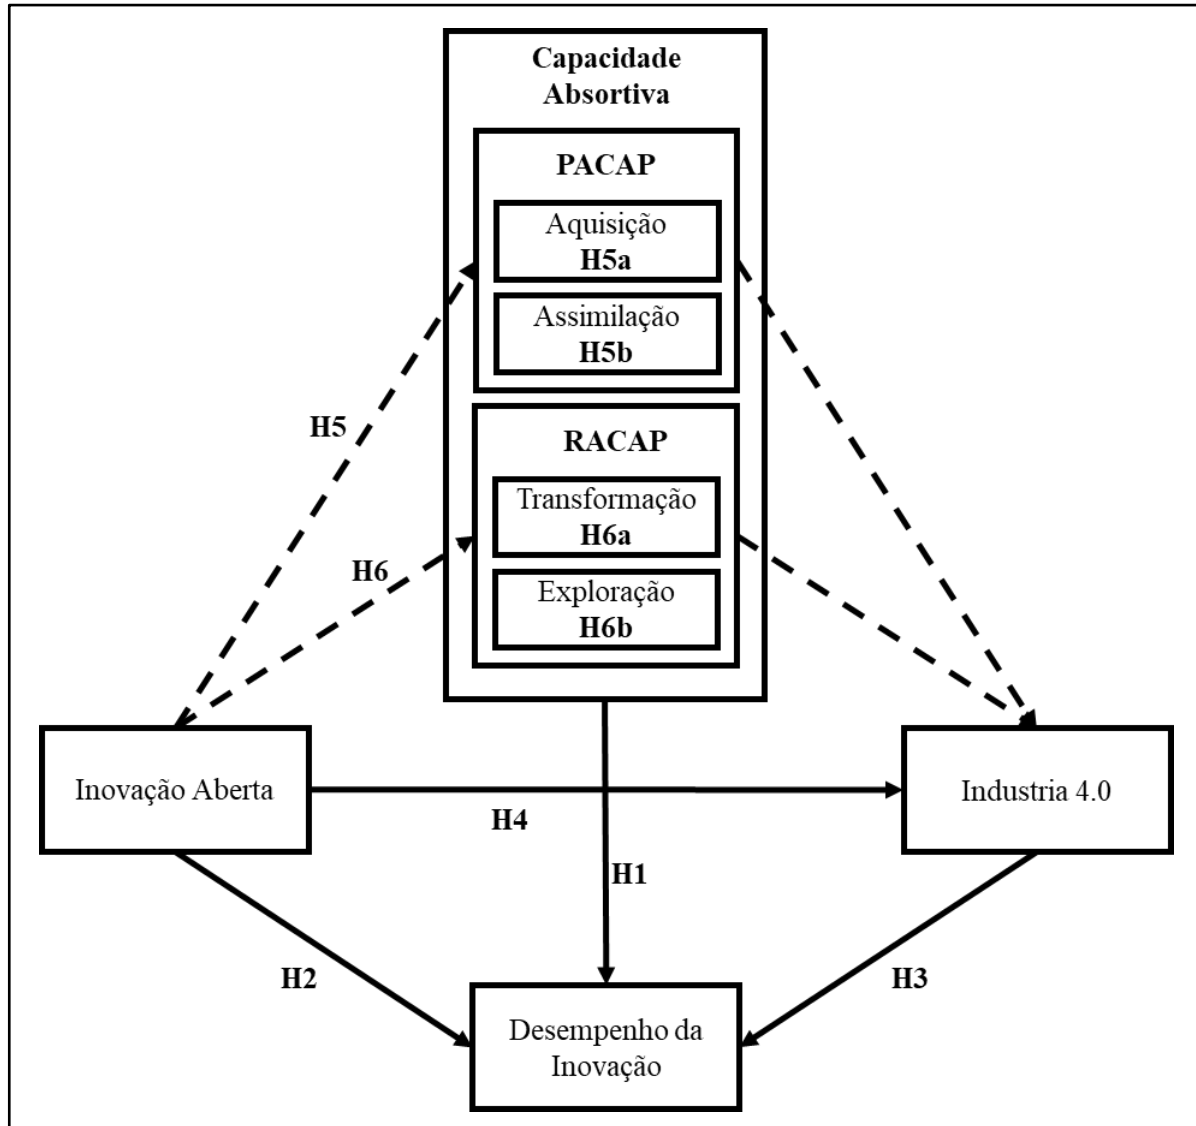 Capacidade
Absortiva
PACAP
Aquisição
H5a
Assimilação
H5b
H5
RACAP
Transformação
H6a
H6
Exploração
H6b
Inovação Aberta
Industria 4.0
H4
H1
H2
H3
Desempenho da
Inovação